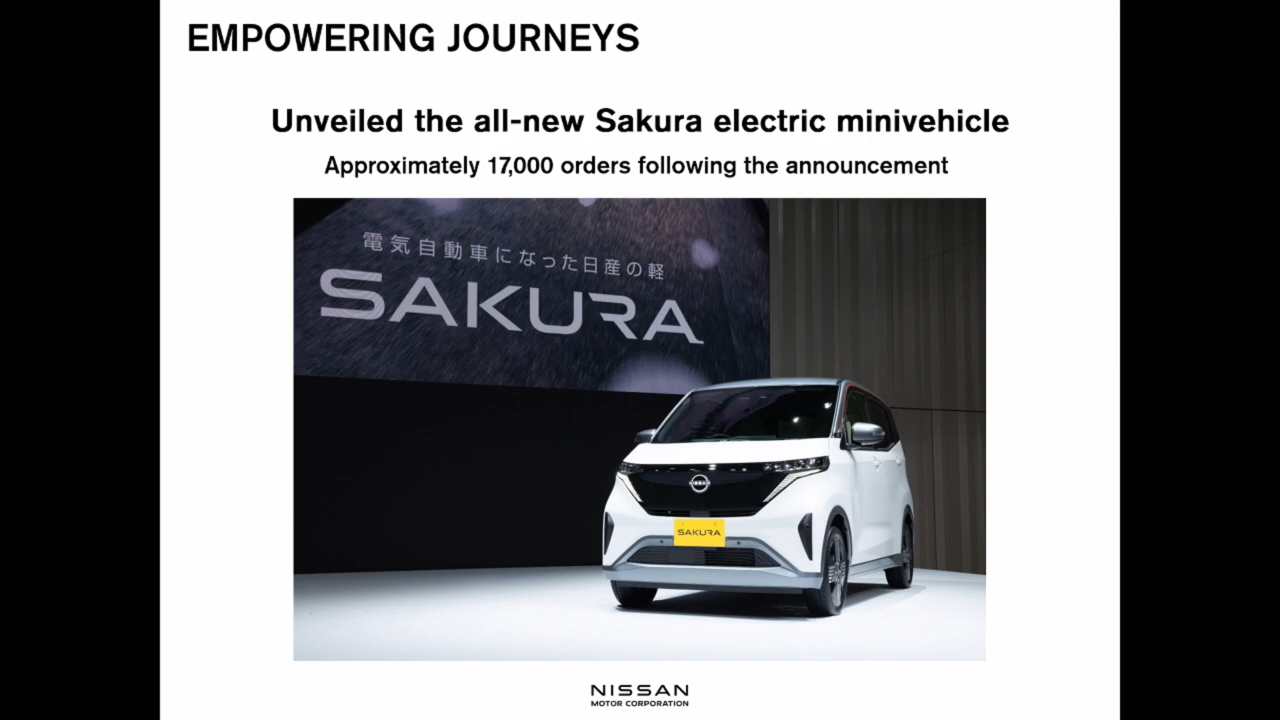 EMPOWERING JOURNEYS
Unveiled the all-new Sakura electric minivehicle
Approximately 17,000 orders following the announcement
電気自動車になった日産の軽
SAKURA
NISSAN
SAKURA
NISSAN
MOTOR CORPORATION